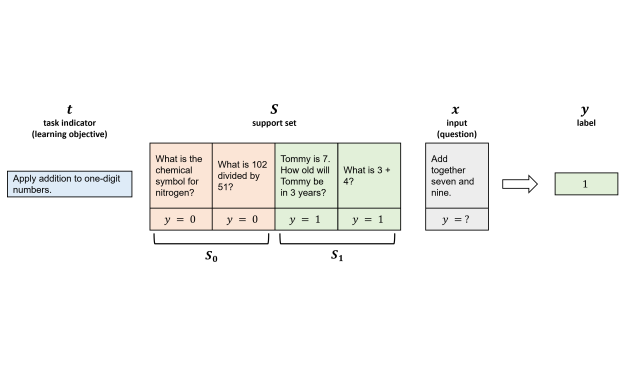 t
task indicator
(learning objective)
S
support set
x
input
(question)
y
label
Apply addition to one-digit
numbers.
What is the
chemical
symbol for
nitrogen?
What is 102
divided by
51?
Tommy is 7.
How old will
Tommy be
in 3 years?
What is 3 +
4?
Add
together
seven and
nine.
1
y = 0
y = 0
y = 1
y = 1
y = ?
S₀
S₁